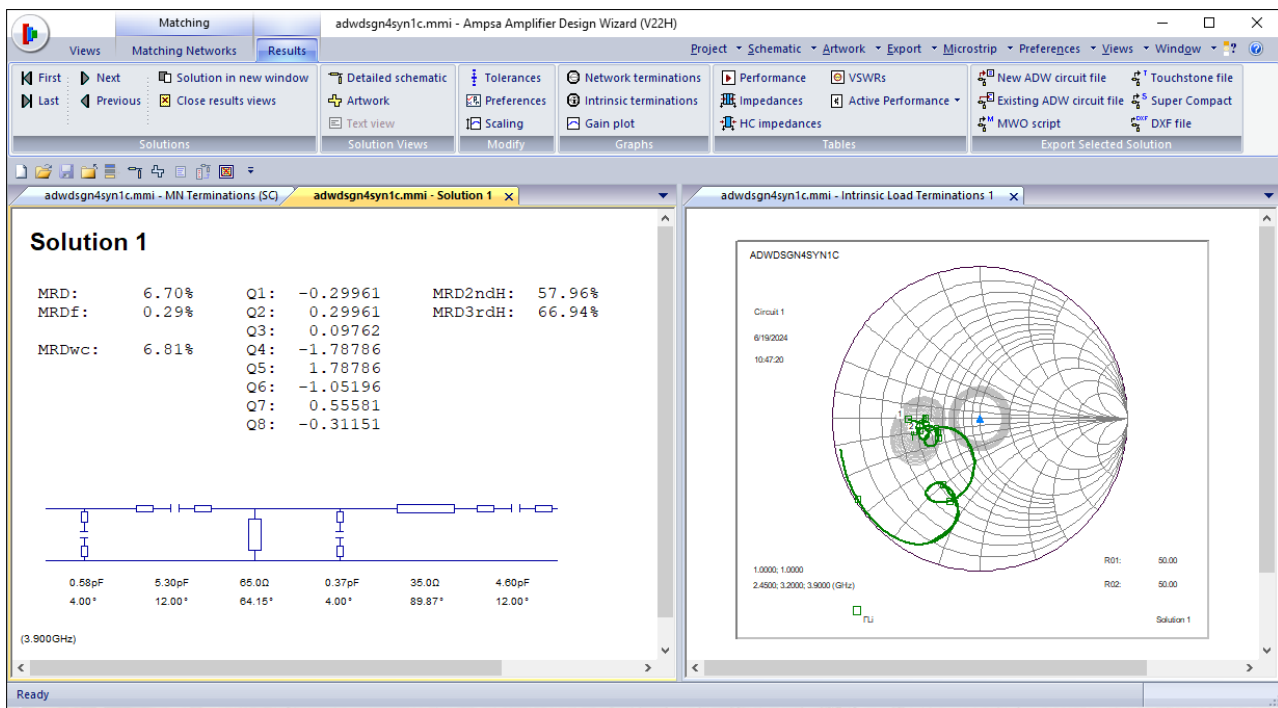 Matching
adwdsgn4syn1c.mmi - Ampsa Amplifier Design Wizard (V22H)
Views Matching Networks Results
Project Schematic Artwork Export Microstrip Preferences Views Window ?
First Next Solution in new window
Last Previous Close results views
Solutions
Detailed schematic
Artwork
Text view
Solution Views
Tolerances
Preferences
Scaling
Modify
Network terminations
Intrinsic terminations
Gain plot
Graphs
Performance VSWRs
Impedances Active Performance
HC impedances
Tables
New ADW circuit file Touchstone file
Existing ADW circuit file Super Compact
MWO script DXF file
Export Selected Solution
adwdsgn4syn1c.mmi - MN Terminations (SC) adwdsgn4syn1c.mmi - Solution 1 x
Solution 1
MRD: 6.70% Q1: -0.29961 MRD2ndH: 57.96%
MRDf: 0.29% Q2: 0.29961 MRD3rdH: 66.94%
Q3: 0.09762
MRDwc: 6.81% Q4: -1.78786
Q5: 1.78786
Q6: -1.05196
Q7: 0.55581
Q8: -0.31151
0.58pF 5.30pF 65.0Ω 0.37pF 35.0Ω 4.60pF
4.00° 12.00° 64.15° 4.00° 89.87° 12.00°
(3.900GHz)
adwdsgn4syn1c.mmi - Intrinsic Load Terminations 1 x
ADWDSGN4SYN1C
Circuit 1
6/19/2024
10:47:20
1
2
R01: 50.00
1.0000; 1.0000
2.4500; 3.2000; 3.9000 (GHz)
R02: 50.00
ΓLi
Solution 1
Ready